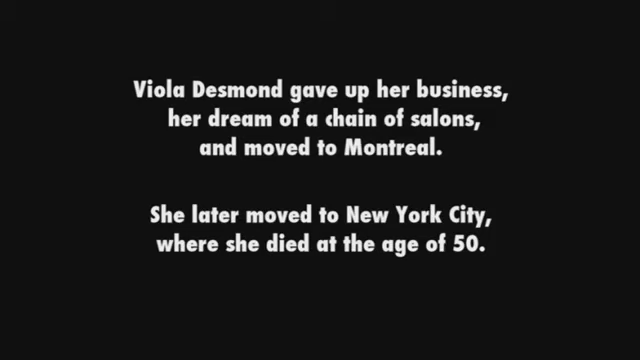 Viola Desmond gave up her business,
her dream of a chain of salons,
and moved to Montreal.
She later moved to New York City,
where she died at the age of 50.